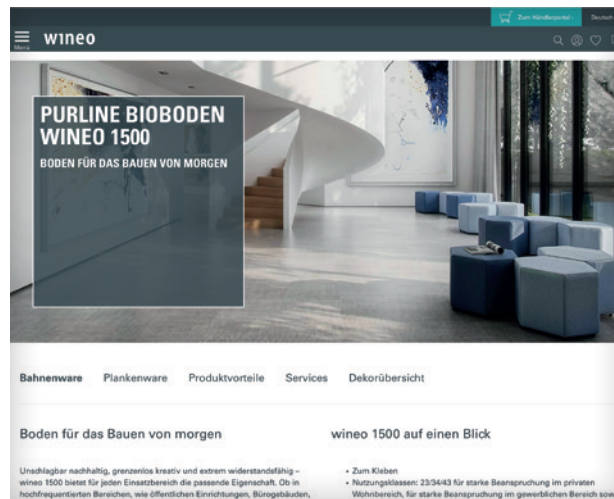 Zum Händlerportal ›
Deutsch
Menü
wineo
PURLINE BIOBODEN
WINEO 1500
BODEN FÜR DAS BAUEN VON MORGEN
Bahnenware Plankenware Produktvorteile Services Dekorübersicht
Boden für das Bauen von morgen
Unschlagbar nachhaltig, grenzenlos kreativ und extrem widerstandsfähig –
wineo 1500 bietet für jeden Einsatzbereich die passende Eigenschaft. Ob in
hochfrequentierten Bereichen, wie öffentlichen Einrichtungen, Bürogebäuden,
wineo 1500 auf einen Blick
• Zum Kleben
• Nutzungsklassen: 23/34/43 für starke Beanspruchung im privaten
Wohnbereich, für starke Beanspruchung im gewerblichen Bereich sow